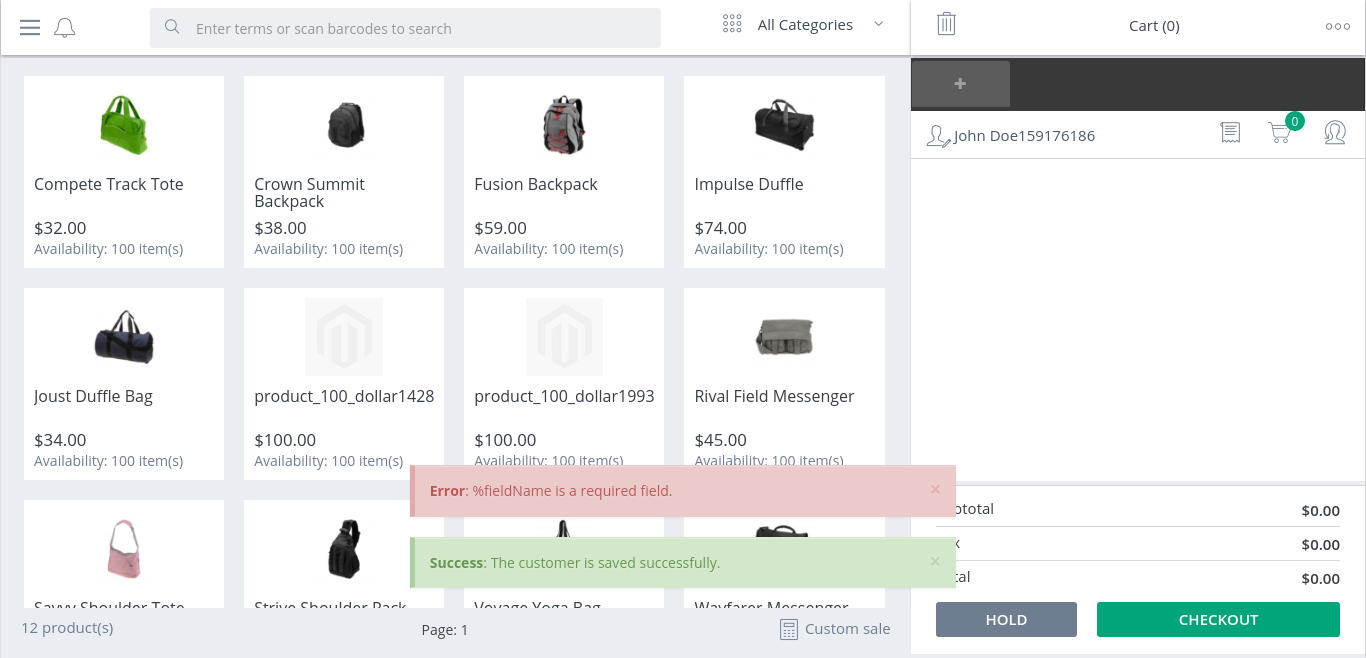 Enter terms or scan barcodes to search
All Categories
Cart (0)
+
John Doe159176186
0
Compete Track Tote
$32.00
Availability: 100 item(s)
Crown Summit
Backpack
$38.00
Availability: 100 item(s)
Fusion Backpack
$59.00
Availability: 100 item(s)
Impulse Duffle
$74.00
Availability: 100 item(s)
Joust Duffle Bag
$34.00
Availability: 100 item(s)
product_100_dollar1428
$100.00
Availability: 100 item(s)
product_100_dollar1993
$100.00
Availability: 100 item(s)
Rival Field Messenger
$45.00
Availability: 100 item(s)
Error: %fieldName is a required field. ×
Success: The customer is saved successfully. ×
Savvy Shoulder Tote
Strive Shoulder Pack
Voyage Yoga Bag
Wayfarer Messenger
btotal $0.00
x $0.00
tal $0.00
HOLD
CHECKOUT
12 product(s)
Page: 1
Custom sale